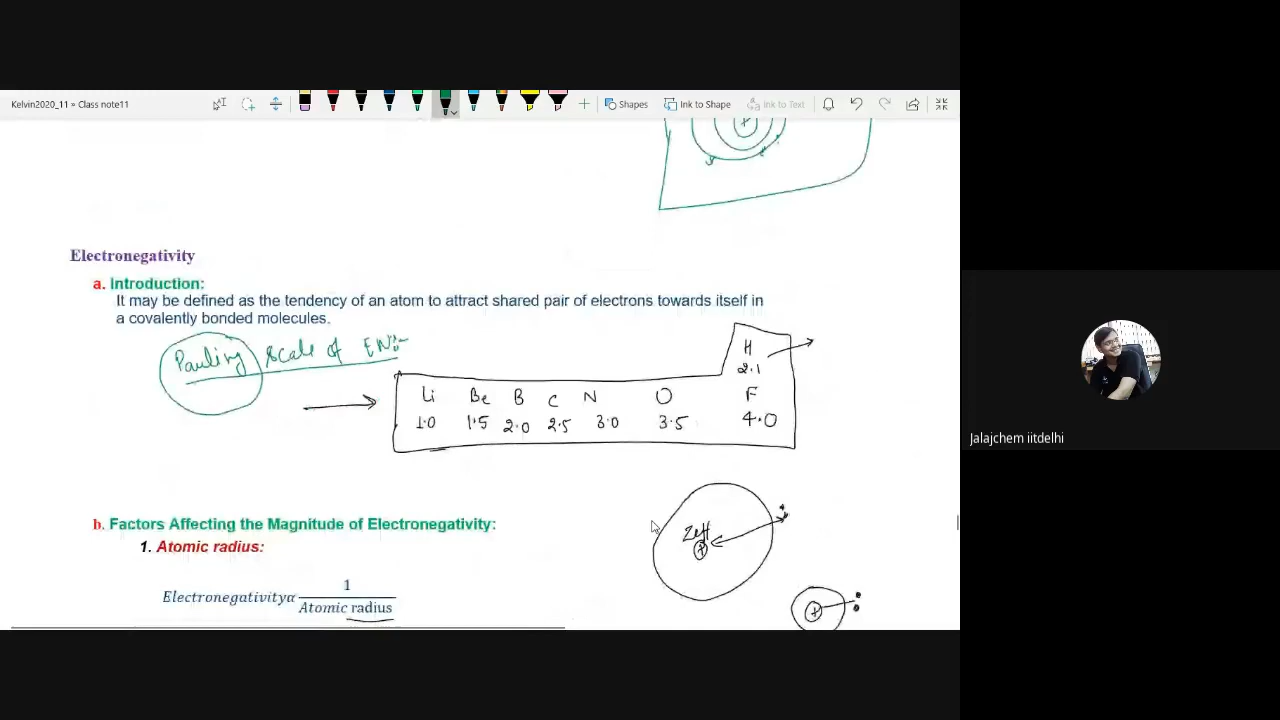 Kelvin2020_11 » Class note11
Shapes
Ink to Shape
Ink to Text
+
Electronegativity
a. Introduction:
It may be defined as the tendency of an atom to attract shared pair of electrons towards itself in
a covalently bonded molecules.
Pauling scale of EN:-
H
2.1
Li Be B C N O F
1.0 1.5 2.0 2.5 3.0 3.5 4.0
b. Factors Affecting the Magnitude of Electronegativity:
1. Atomic radius:
Zeff
+
Electronegativityα 1
Atomic radius
+
Jalajchem iitdelhi